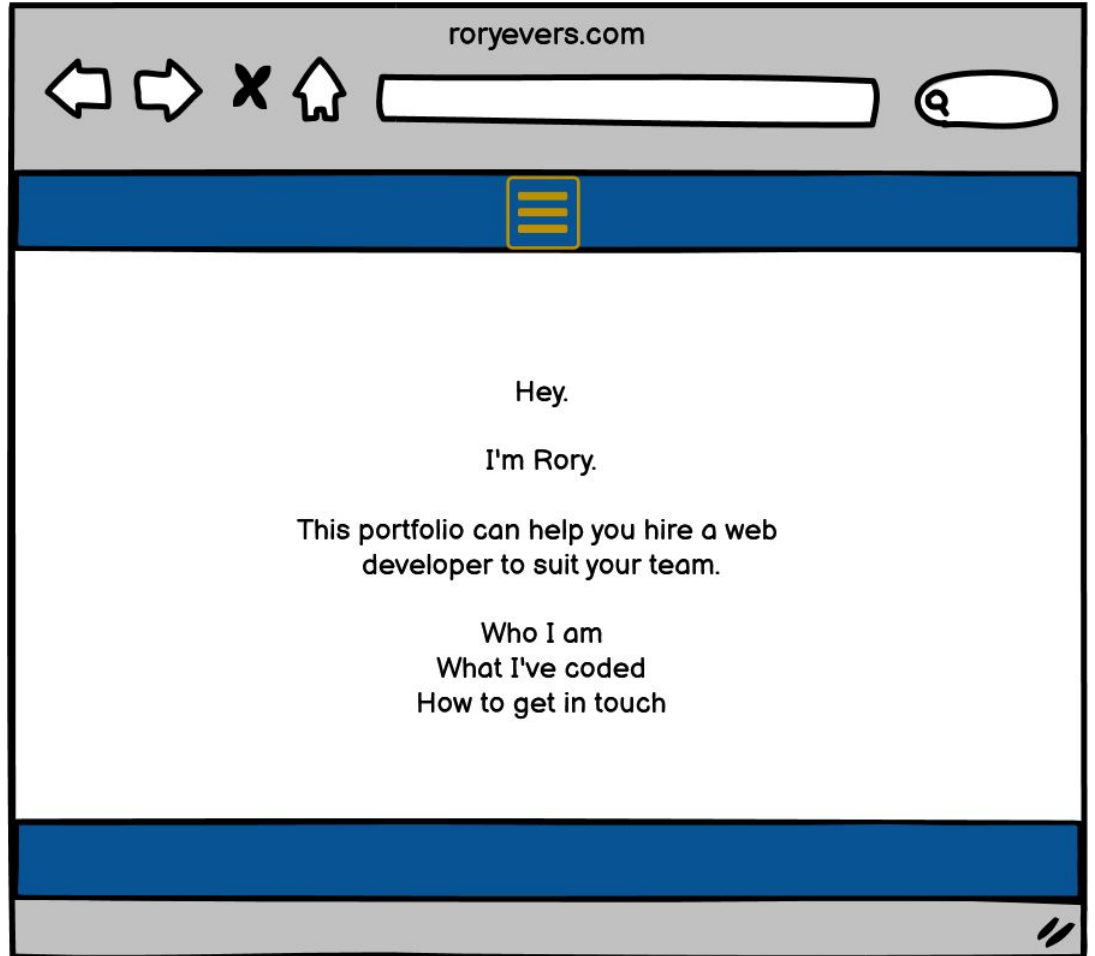 roryevers.com
Hey.
I'm Rory.
This portfolio can help you hire a web
developer to suit your team.
Who I am
What I've coded
How to get in touch